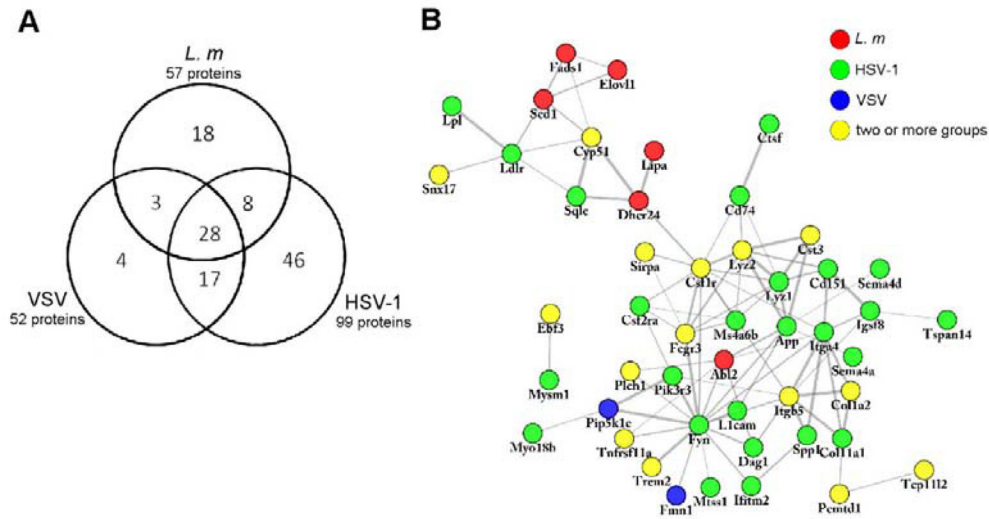 A
L. m
57 proteins
18
3
8
28
4
17
46
VSV
52 proteins
HSV-1
99 proteins
B
L. m
HSV-1
VSV
two or more groups
Fads1
Elovl1
Scd1
Lpl
Ctsf
Cyp51
Lipa
Ldlr
Snx17
Sqle
Dhcr24
Cd74
Cst3
Sirpa
Lyz2
Csf1r
Cd151
Sema4d
Lyz1
Csf2ra
Igsf8
Ebf3
Fcgr3
Ms4a6b
App
Itga4
Tspan14
Abl2
Sema4a
Plch1
Pik3r3
Mysm1
Itgb5
Col1a2
Pip5k1c
L1cam
Myo18b
Tnfrsf11a
Fyn
Spp1
Col11a1
Dag1
Trem2
Tcp11l2
Fmn1
Mtss1
Ifitm2
Pcmtd1